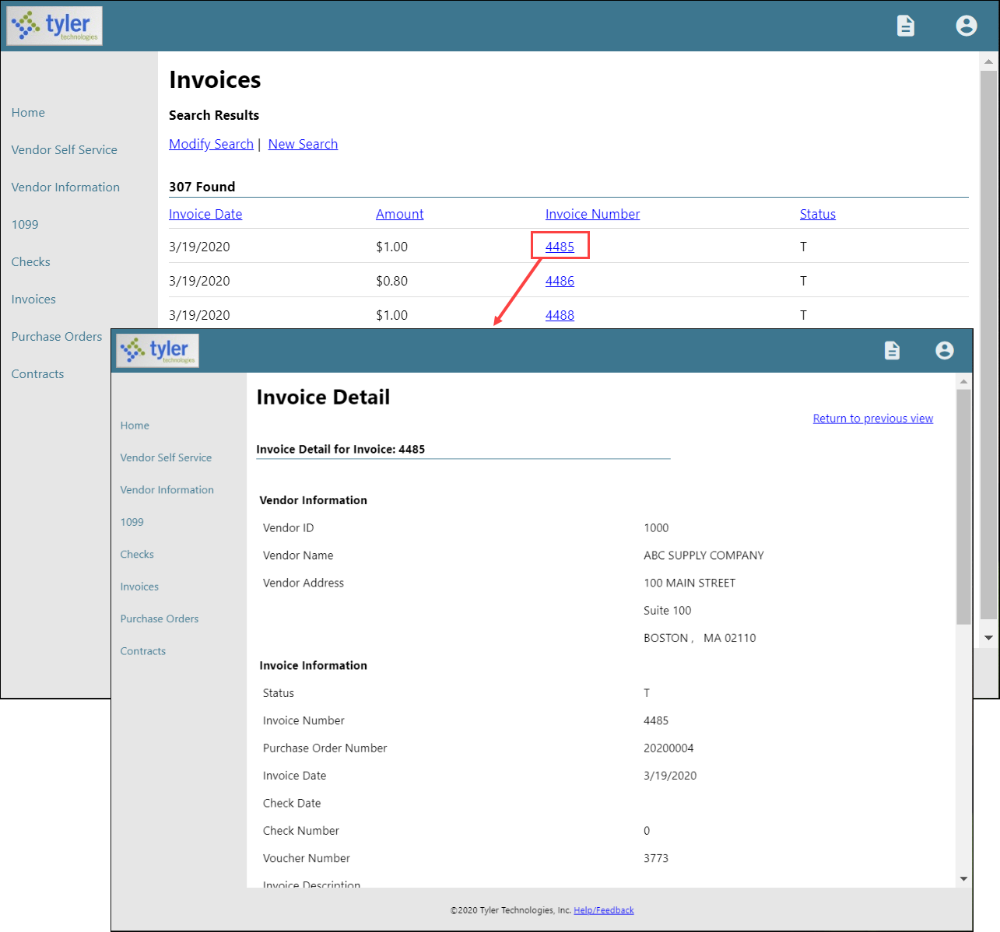 tyler
technologies
Home
Vendor Self Service
Vendor Information
1099
Checks
Invoices
Purchase Orders
Contracts
Invoices
Search Results
Modify Search | New Search
307 Found
Invoice Date Amount Invoice Number Status
3/19/2020 $1.00 4485 T
3/19/2020 $0.80 4486 T
3/19/2020 $1.00 4488 T
tyler
technologies
Home
Vendor Self Service
Vendor Information
1099
Checks
Invoices
Purchase Orders
Contracts
Invoice Detail
Return to previous view
Invoice Detail for Invoice: 4485
Vendor Information
Vendor ID 1000
Vendor Name ABC SUPPLY COMPANY
Vendor Address 100 MAIN STREET
Suite 100
BOSTON , MA 02110
Invoice Information
Status T
Invoice Number 4485
Purchase Order Number 20200004
Invoice Date 3/19/2020
Check Date
Check Number 0
Voucher Number 3773
Invoice Description
©2020 Tyler Technologies, Inc. Help/Feedback